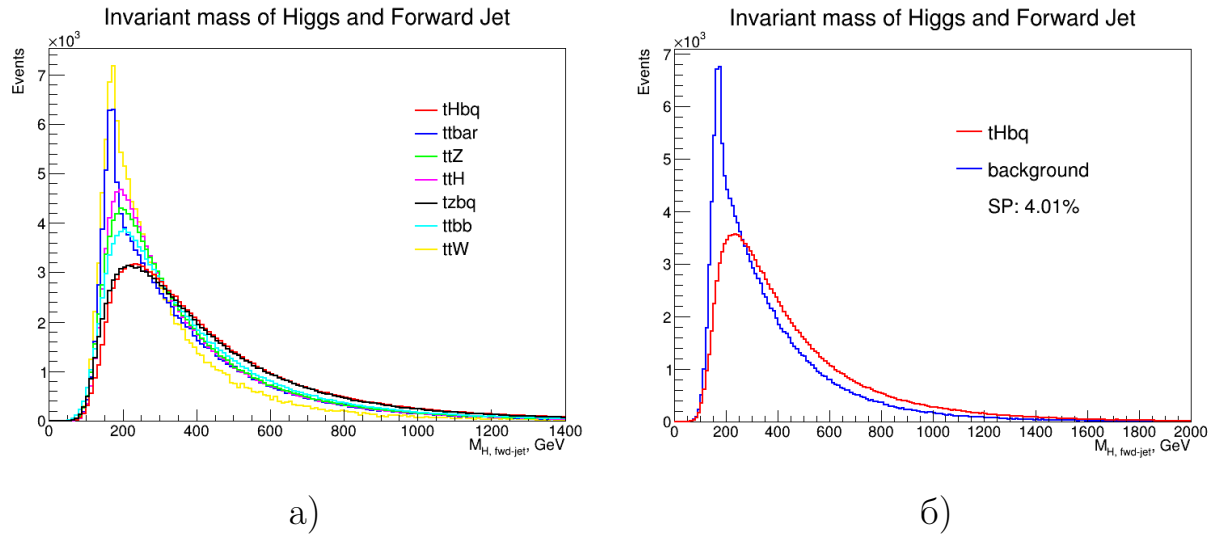 Invariant mass of Higgs and Forward Jet
×10³
Events
7
6
5
4
3
2
1
0
0 200 400 600 800 1000 1200 1400
M_H, fwd-jet, GeV
tHbq
ttbar
ttZ
ttH
tzbq
ttbb
ttW
а)
Invariant mass of Higgs and Forward Jet
×10³
Events
7
6
5
4
3
2
1
0
0 200 400 600 800 1000 1200 1400 1600 1800 2000
M_H, fwd-jet, GeV
tHbq
background
SP: 4.01%
б)